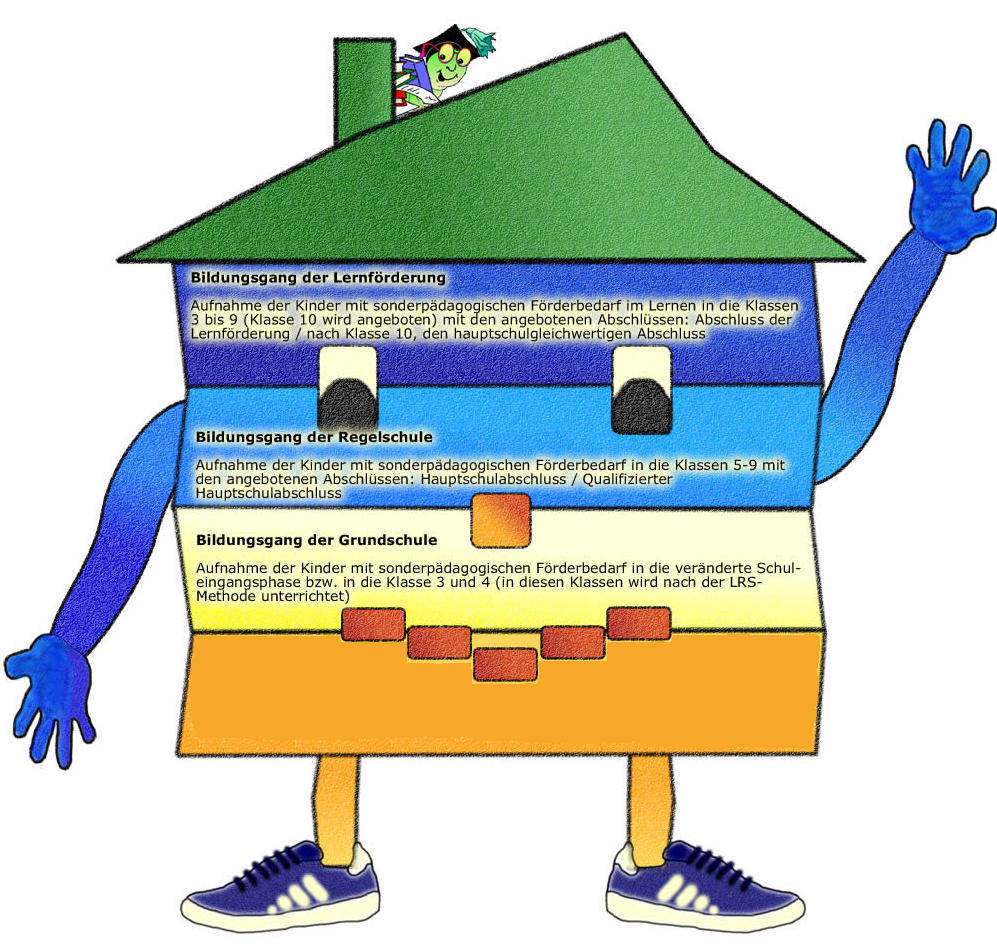 Bildungsgang der Lernförderung
Aufnahme der Kinder mit sonderpädagogischen Förderbedarf im Lernen in die Klassen
3 bis 9 (Klasse 10 wird angeboten) mit den angebotenen Abschlüssen: Abschluss der
Lernförderung / nach Klasse 10, den hauptschulgleichwertigen Abschluss
Bildungsgang der Regelschule
Aufnahme der Kinder mit sonderpädagogischen Förderbedarf in die Klassen 5-9 mit
den angebotenen Abschlüssen: Hauptschulabschluss / Qualifizierter
Hauptschulabschluss
Bildungsgang der Grundschule
Aufnahme der Kinder mit sonderpädagogischen Förderbedarf in die veränderte Schul-
eingangsphase bzw. in die Klasse 3 und 4 (in diesen Klassen wird nach der LRS-
Methode unterrichtet)